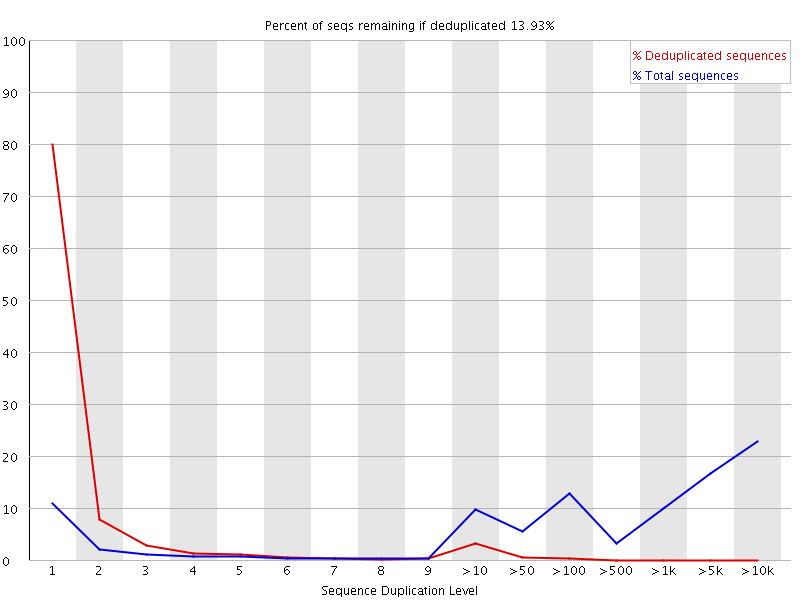 Percent of seqs remaining if deduplicated 13.93%
% Deduplicated sequences
% Total sequences
100
90
80
70
60
50
40
30
20
10
0
1 2 3 4 5 6 7 8 9 >10 >50 >100 >500 >1k >5k >10k
Sequence Duplication Level